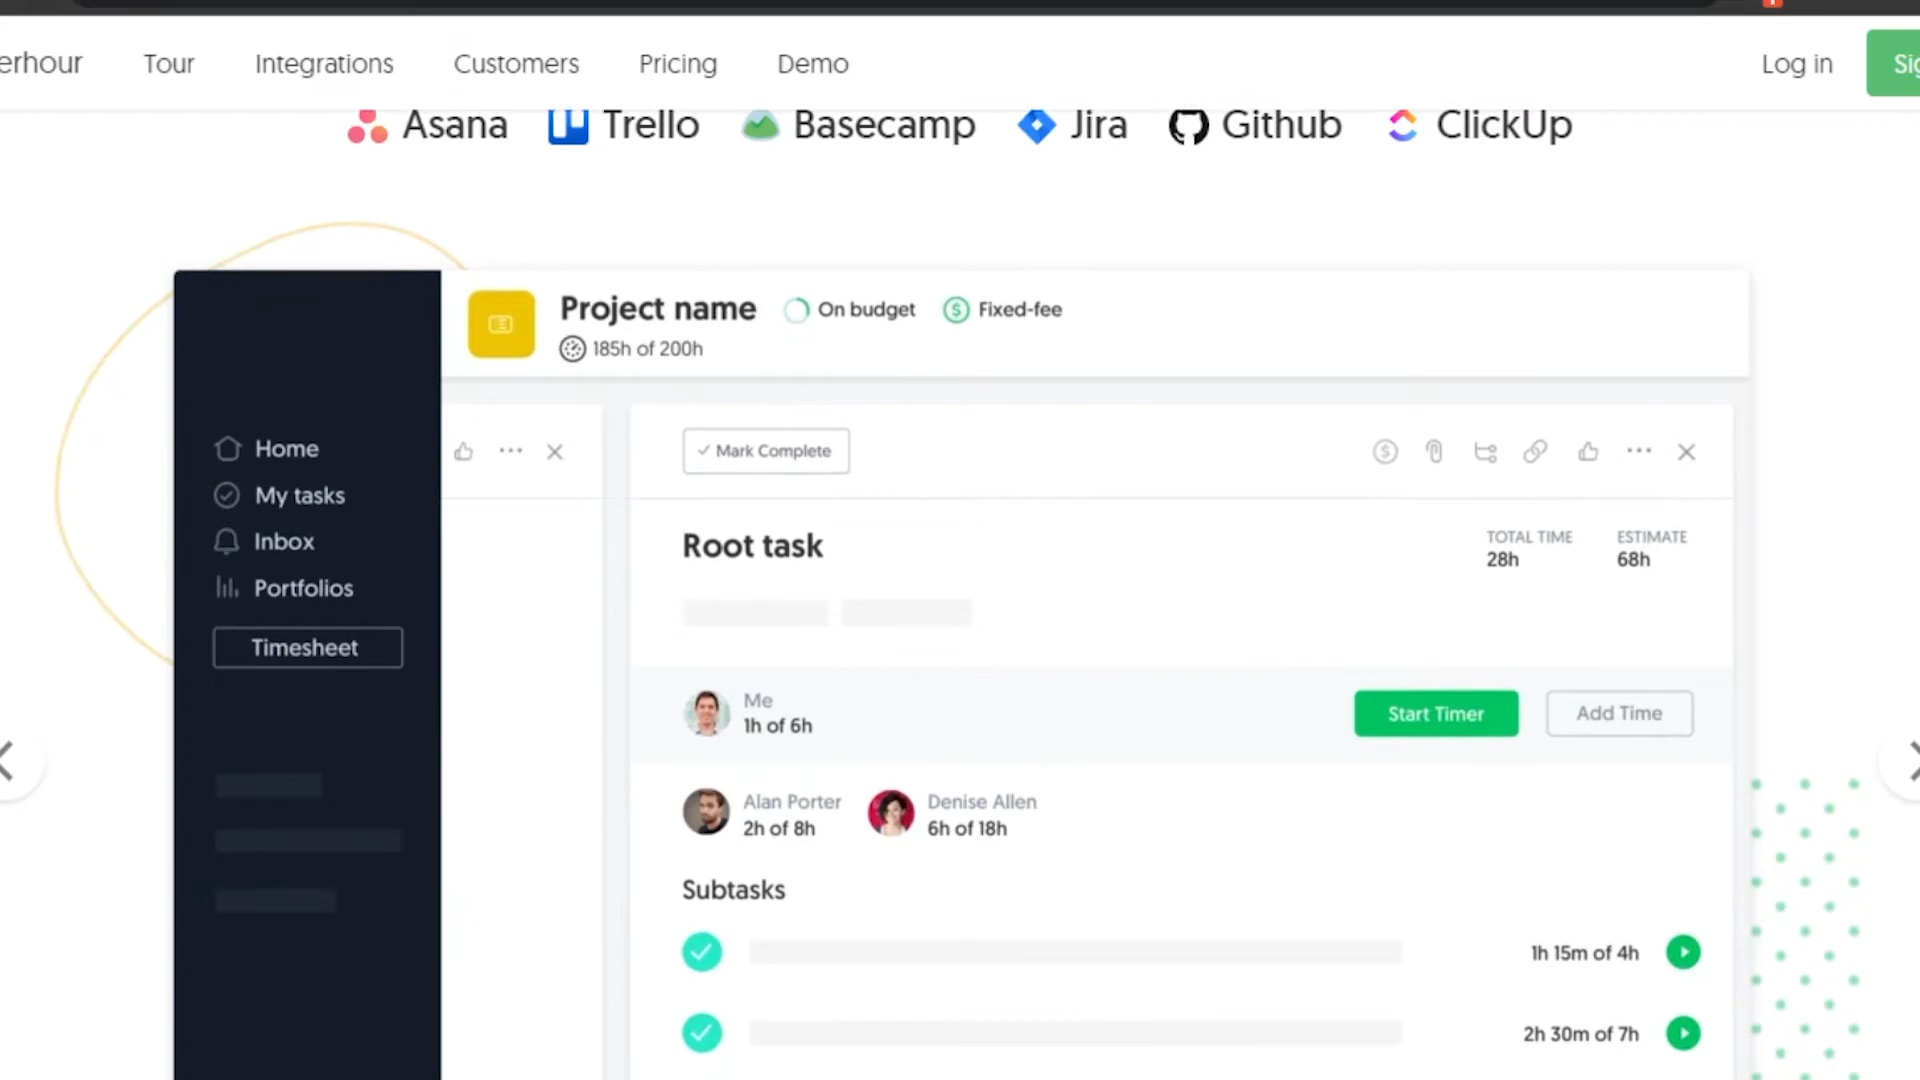 erhour Tour Integrations Customers Pricing Demo Log in Sig
Asana Trello Basecamp Jira Github ClickUp
Project name On budget Fixed-fee
185h of 200h
Home
My tasks
Inbox
Portfolios
Timesheet
Mark Complete
Root task
TOTAL TIME ESTIMATE
28h 68h
Me
1h of 6h
Start Timer Add Time
Alan Porter Denise Allen
2h of 8h 6h of 18h
Subtasks
1h 15m of 4h
2h 30m of 7h